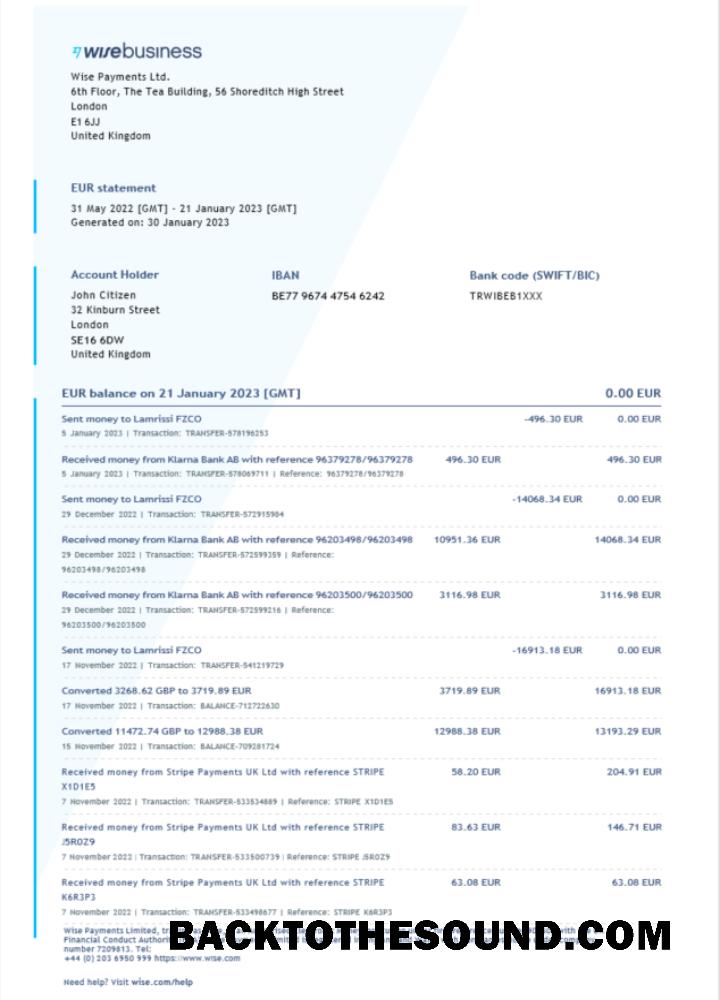 wisebusiness
Wise Payments Ltd.
6th Floor, The Tea Building, 56 Shoreditch High Street
London
E1 6JJ
United Kingdom
EUR statement
31 May 2022 [GMT] - 21 January 2023 [GMT]
Generated on: 30 January 2023
Account Holder IBAN Bank code (SWIFT/BIC)
John Citizen BE77 9674 4754 6242 TRWIBEB1XXX
32 Kinburn Street
London
SE16 6DW
United Kingdom
EUR balance on 21 January 2023 [GMT] 0.00 EUR
Sent money to Lamrissi FZCO -496.30 EUR 0.00 EUR
5 January 2023 | Transaction: TRANSFER-578196253
Received money from Klarna Bank AB with reference 96379278/96379278 496.30 EUR 496.30 EUR
5 January 2023 | Transaction: TRANSFER-578069711 | Reference: 96379278/96379278
Sent money to Lamrissi FZCO -14068.34 EUR 0.00 EUR
29 December 2022 | Transaction: TRANSFER-572915984
Received money from Klarna Bank AB with reference 96203498/96203498 10951.36 EUR 14068.34 EUR
29 December 2022 | Transaction: TRANSFER-572599359 | Reference:
96203498/96203498
Received money from Klarna Bank AB with reference 96203500/96203500 3116.98 EUR 3116.98 EUR
29 December 2022 | Transaction: TRANSFER-572599216 | Reference:
96203500/96203500
Sent money to Lamrissi FZCO -16913.18 EUR 0.00 EUR
17 November 2022 | Transaction: TRANSFER-541219729
Converted 3268.62 GBP to 3719.89 EUR 3719.89 EUR 16913.18 EUR
17 November 2022 | Transaction: BALANCE-712722630
Converted 11472.74 GBP to 12988.38 EUR 12988.38 EUR 13193.29 EUR
15 November 2022 | Transaction: BALANCE-709281724
Received money from Stripe Payments UK Ltd with reference STRIPE 58.20 EUR 204.91 EUR
X1D1E5
7 November 2022 | Transaction: TRANSFER-533534889 | Reference: STRIPE X1D1E5
Received money from Stripe Payments UK Ltd with reference STRIPE 83.63 EUR 146.71 EUR
J5R0Z9
7 November 2022 | Transaction: TRANSFER-533500739 | Reference: STRIPE J5R0Z9
Received money from Stripe Payments UK Ltd with reference STRIPE 63.08 EUR 63.08 EUR
K6R3P3
7 November 2022 | Transaction: TRANSFER-533498677 | Reference: STRIPE K6R3P3
Wise Payments Limited,
Financial Conduct
BACKTOTHESOUND.COM
number 7209813. Tel:
+44 (0) 203 6950 999 https://www.wise.com
Need help? Visit wise.com/help